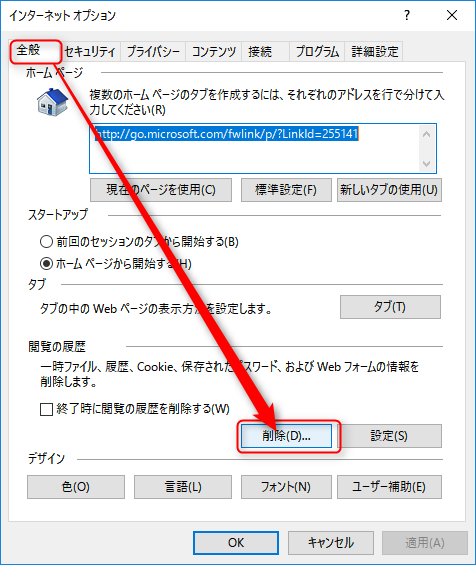 インターネット オプション
全般 セキュリティ プライバシー コンテンツ 接続 プログラム 詳細設定
ホーム ページ
複数のホーム ページのタブを作成するには、それぞれのアドレスを行で分けて入
力してください(R)
http://go.microsoft.com/fwlink/p/?LinkId=255141
現在のページを使用(C) 標準設定(F) 新しいタブの使用(U)
スタートアップ
前回のセッションのタブから開始する(B)
ホーム ページから開始する(H)
タブ
タブの中の Web ページの表示方法を設定します。 タブ(T)
閲覧の履歴
一時ファイル、履歴、Cookie、保存されたパスワード、および Web フォームの情報を
削除します。
終了時に閲覧の履歴を削除する(W)
削除(D)... 設定(S)
デザイン
色(O) 言語(L) フォント(N) ユーザー補助(E)
OK キャンセル 適用(A)